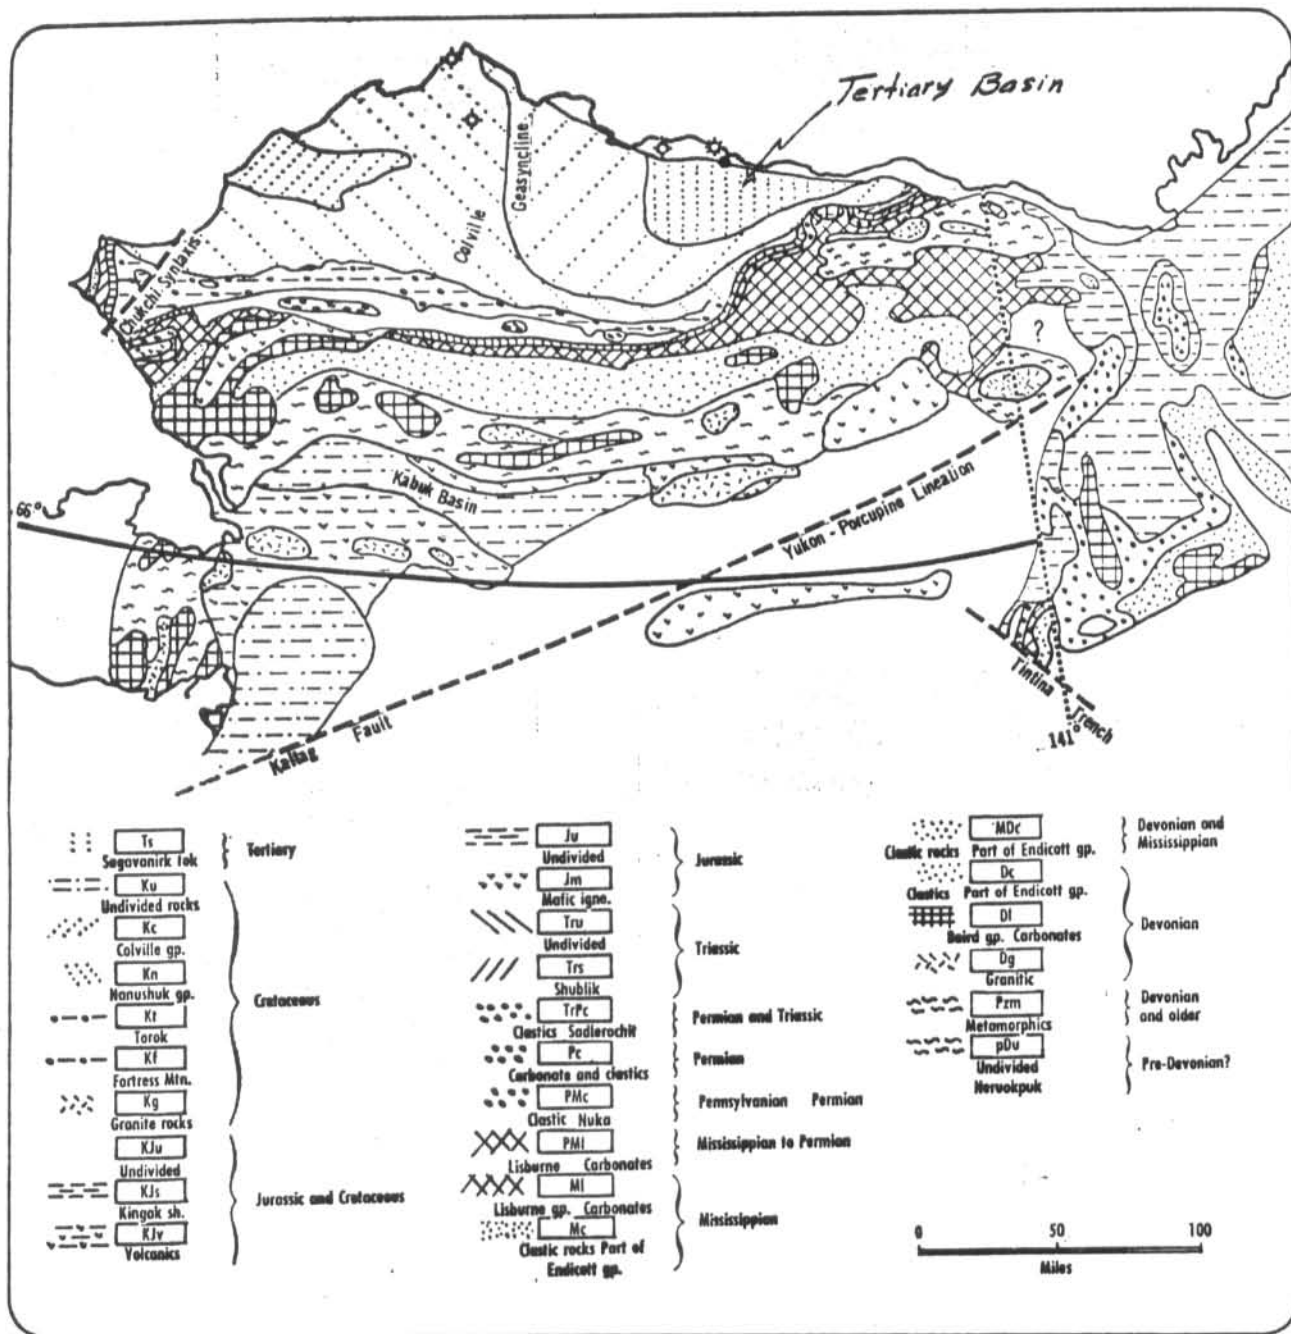 Tertiary Basin
Geasyncline
Colville
Chukchi Syntaxis
?
Kabuk Basin
66°
Yukon - Porcupine Lineation
Kaltag Fault
Tintina Trench
141°
Ts
Sagavanirk tok
Tertiary
Ku
Undivided rocks
Kc
Colville gp.
Kn
Nanushuk gp.
Kt
Torok
Kf
Fortress Mtn.
Kg
Granite rocks
Cretaceous
KJu
Undivided
KJs
Kingak sh.
KJv
Volcanics
Jurassic and Cretaceous
Ju
Undivided
Jm
Mafic igne.
Jurassic
Tru
Undivided
Trs
Shublik
Triassic
TrPc
Clastics Sadlerochit
Permian and Triassic
Pc
Carbonate and clastics
Permian
PMc
Clastic Nuka
Pennsylvanian Permian
PMl
Lisburne Carbonates
Mississippian to Permian
Ml
Lisburne gp. Carbonates
Mc
Clastic rocks Part of
Endicott gp.
Mississippian
MDc
Clastic rocks Part of Endicott gp.
Devonian and
Mississippian
Dc
Clastics Part of Endicott gp.
Dl
Baird gp. Carbonates
Dg
Granitic
Devonian
Pzm
Metamorphics
Devonian
and older
pDu
Undivided
Neruokpuk
Pre-Devonian?
0 50 100
Miles